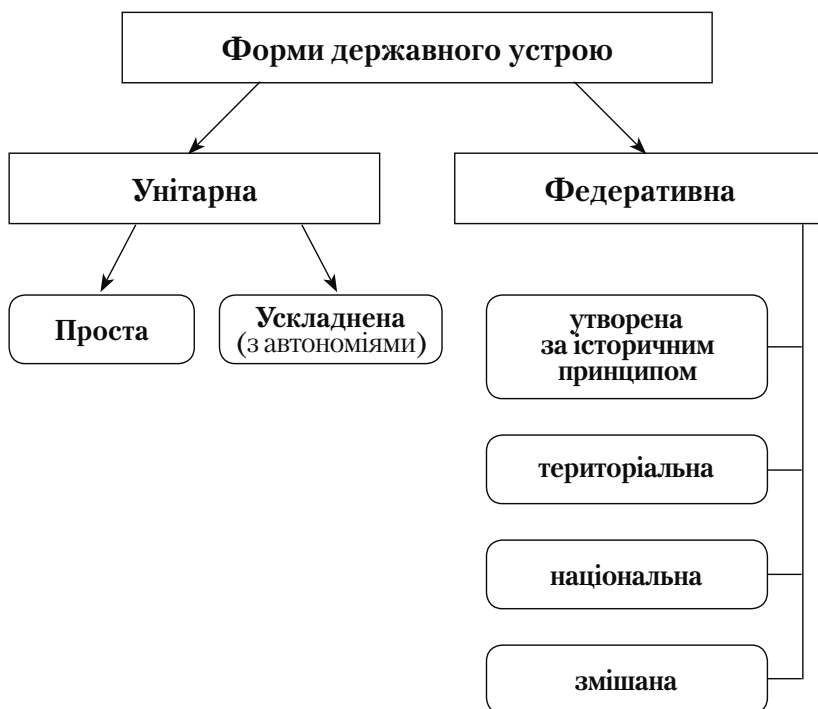 Форми державного устрою
Унітарна
Федеративна
Проста
Ускладнена
(з автономіями)
утворена
за історичним
принципом
територіальна
національна
змішана